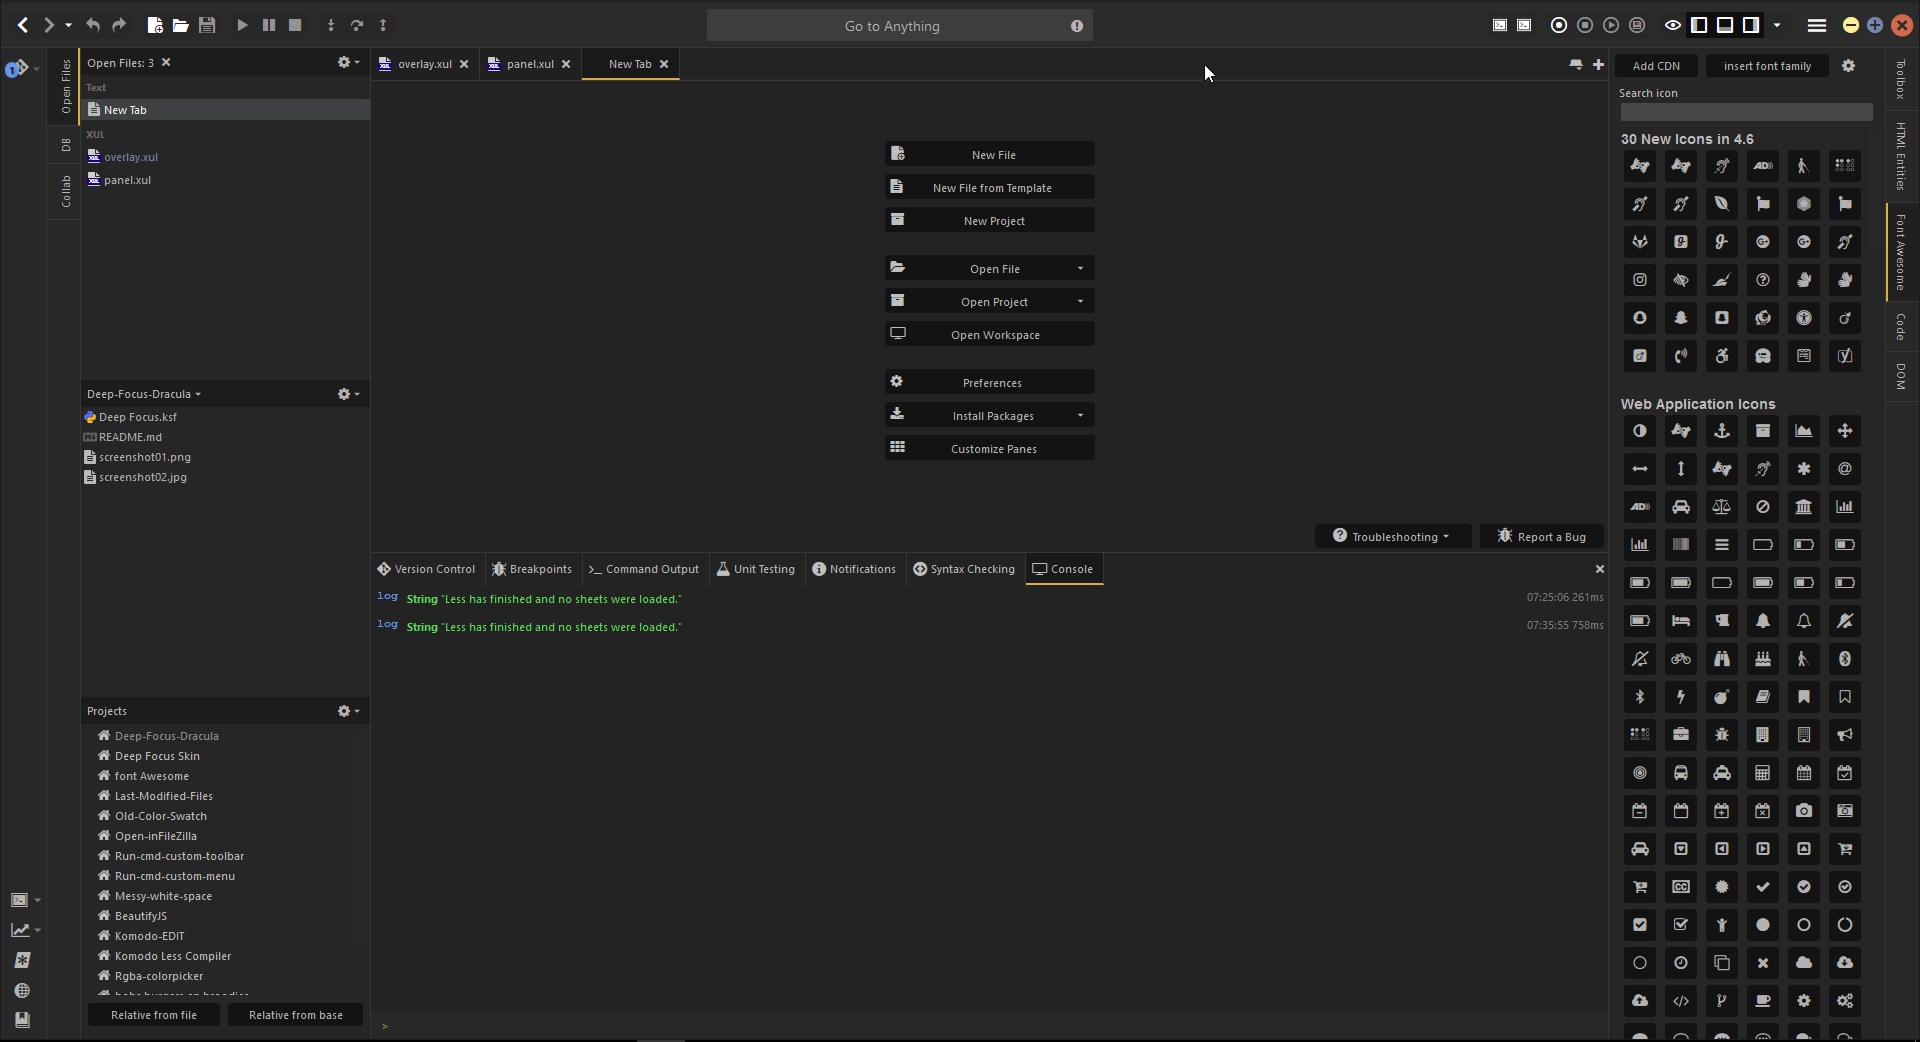 Go to Anything
1
Open Files
DB
Collab
Open Files: 3
Text
New Tab
XUL
overlay.xul
panel.xul
Deep-Focus-Dracula
Deep Focus.ksf
README.md
screenshot01.png
screenshot02.jpg
Projects
Deep-Focus-Dracula
Deep Focus Skin
font Awesome
Last-Modified-Files
Old-Color-Swatch
Open-inFileZilla
Run-cmd-custom-toolbar
Run-cmd-custom-menu
Messy-white-space
BeautifyJS
Komodo-EDIT
Komodo Less Compiler
Rgba-colorpicker
Relative from file
Relative from base
overlay.xul
panel.xul
New Tab
New File
New File from Template
New Project
Open File
Open Project
Open Workspace
Preferences
Install Packages
Customize Panes
Troubleshooting
Report a Bug
Version Control
Breakpoints
Command Output
Unit Testing
Notifications
Syntax Checking
Console
log String "Less has finished and no sheets were loaded." 07:25:06 261ms
log String "Less has finished and no sheets were loaded." 07:35:55 758ms
>
Add CDN
insert font family
Search icon
30 New Icons in 4.6
Web Application Icons
Toolbox
HTML Entities
Font Awesome
Code
DOM